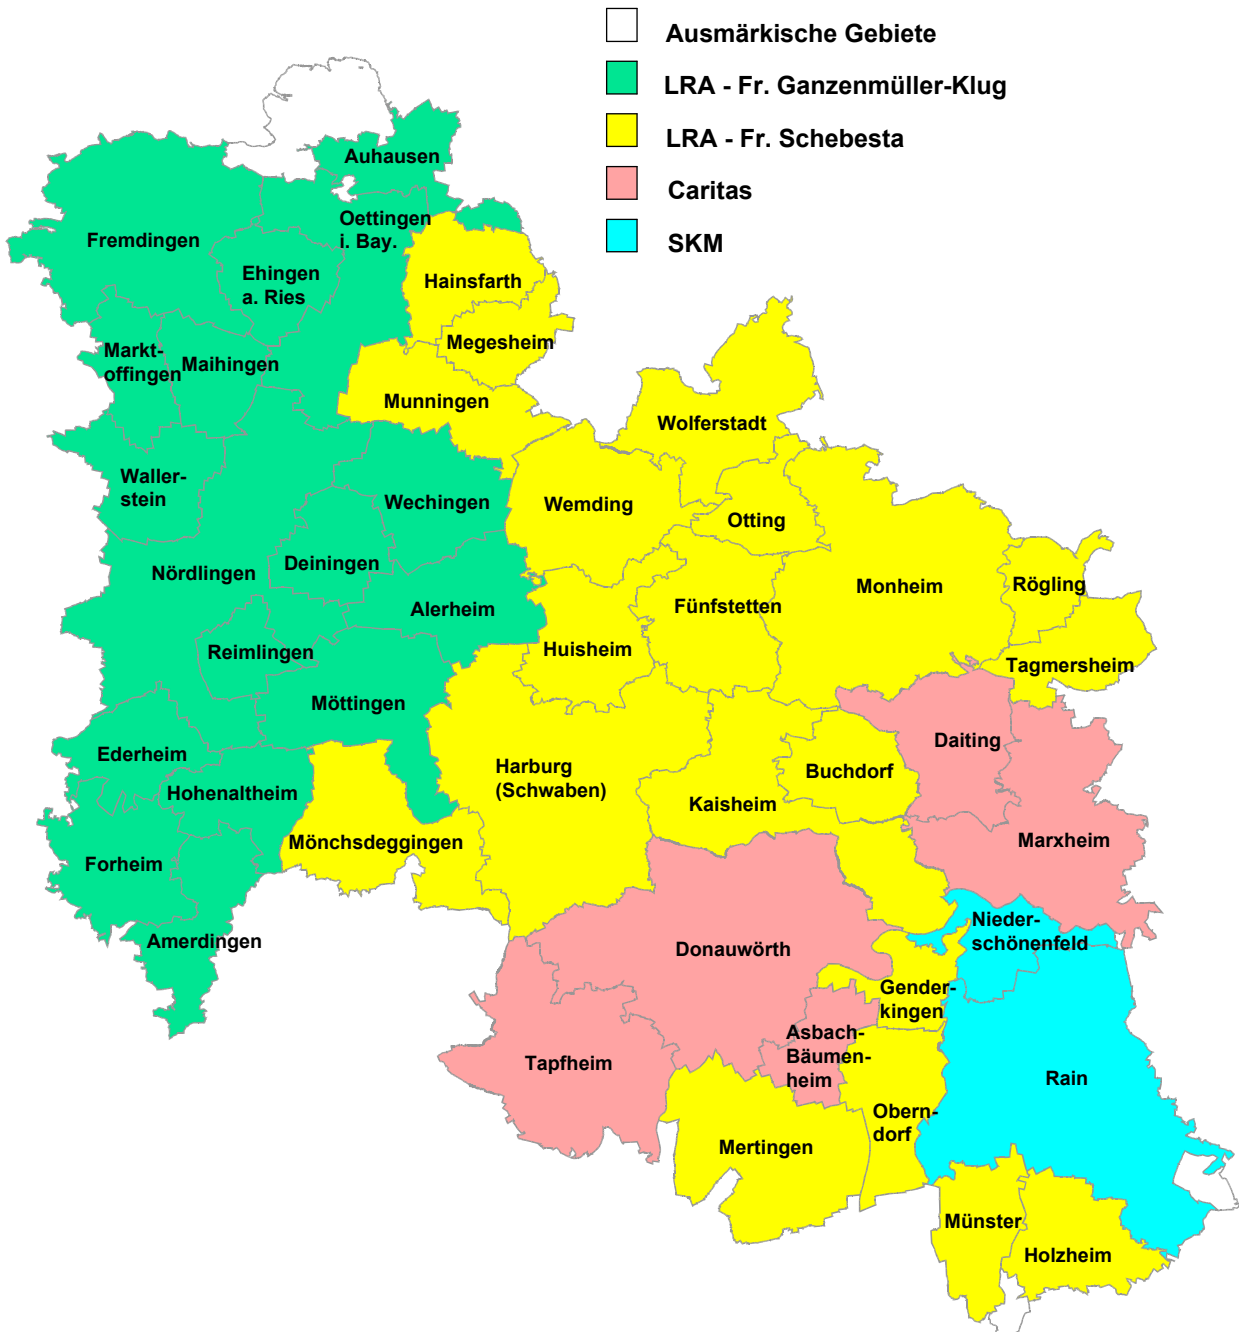 Ausmärkische Gebiete
LRA - Fr. Ganzenmüller-Klug
LRA - Fr. Schebesta
Caritas
SKM
Auhausen
Oettingen
i. Bay.
Fremdingen
Ehingen
a. Ries
Hainsfarth
Megesheim
Markt-
offingen
Maihingen
Munningen
Wolferstadt
Waller-
stein
Wechingen
Wemding
Otting
Nördlingen
Deiningen
Alerheim
Fünfstetten
Monheim
Rögling
Reimlingen
Huisheim
Tagmersheim
Möttingen
Ederheim
Hohenaltheim
Harburg
(Schwaben)
Kaisheim
Buchdorf
Daiting
Mönchsdeggingen
Marxheim
Forheim
Amerdingen
Donauwörth
Nieder-
schönenfeld
Gender-
kingen
Asbach-
Bäumen-
heim
Tapfheim
Rain
Obern-
dorf
Mertingen
Münster
Holzheim